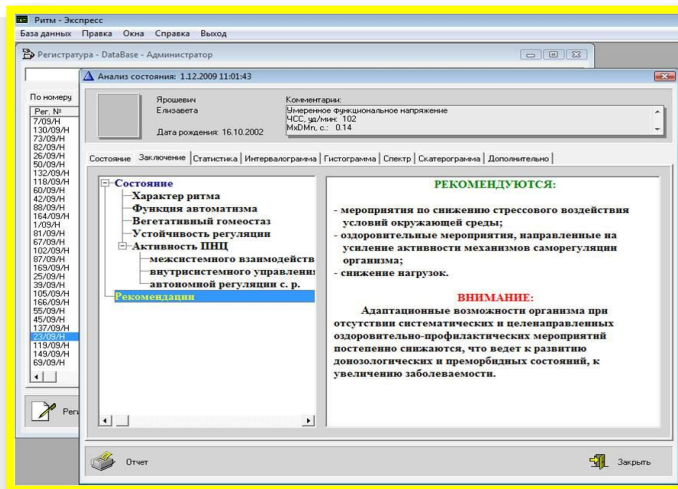 Ритм - Экспресс
База данных Правка Окна Справка Выход
Регистратура - DataBase - Администратор
Анализ состояния: 1.12.2009 11:01:43
По номеру
Рег. №
7/09/Н
130/09/Н
73/09/Н
82/09/Н
26/09/Н
50/09/Н
132/09/Н
118/09/Н
60/09/Н
42/09/Н
88/09/Н
164/09/Н
1/09/Н
81/09/Н
67/09/Н
102/09/Н
87/09/Н
169/09/Н
25/09/Н
39/09/Н
105/09/Н
166/09/Н
55/09/Н
45/09/Н
137/09/Н
23/09/Н
119/09/Н
149/09/Н
69/09/Н
Реги
Ярошевич
Елизавета
Дата рождения: 16.10.2002
Комментарии:
Умеренное функциональное напряжение
ЧСС, уд/мин: 102
MxDMn, с.: 0.14
Состояние Заключение Статистика Интервалограмма Гистограмма Спектр Скатерограмма Дополнительно
Состояние
Характер ритма
Функция автоматизма
Вегетативный гомеостаз
Устойчивость регуляции
Активность ПНЦ
межсистемного взаимодейств
внутрисистемного управлени
автономной регуляции с. р.
Рекомендации
РЕКОМЕНДУЮТСЯ:
- мероприятия по снижению стрессового воздействия
условий окружающей среды;
- оздоровительные мероприятия, направленные на
усиление активности механизмов саморегуляции
организма;
- снижение нагрузок.
ВНИМАНИЕ:
Адаптационные возможности организма при
отсутствии систематических и целенаправленных
оздоровительно-профилактических мероприятий
постепенно снижаются, что ведет к развитию
донозологических и преморбидных состояний, к
увеличению заболеваемости.
Отчет
Закрыть